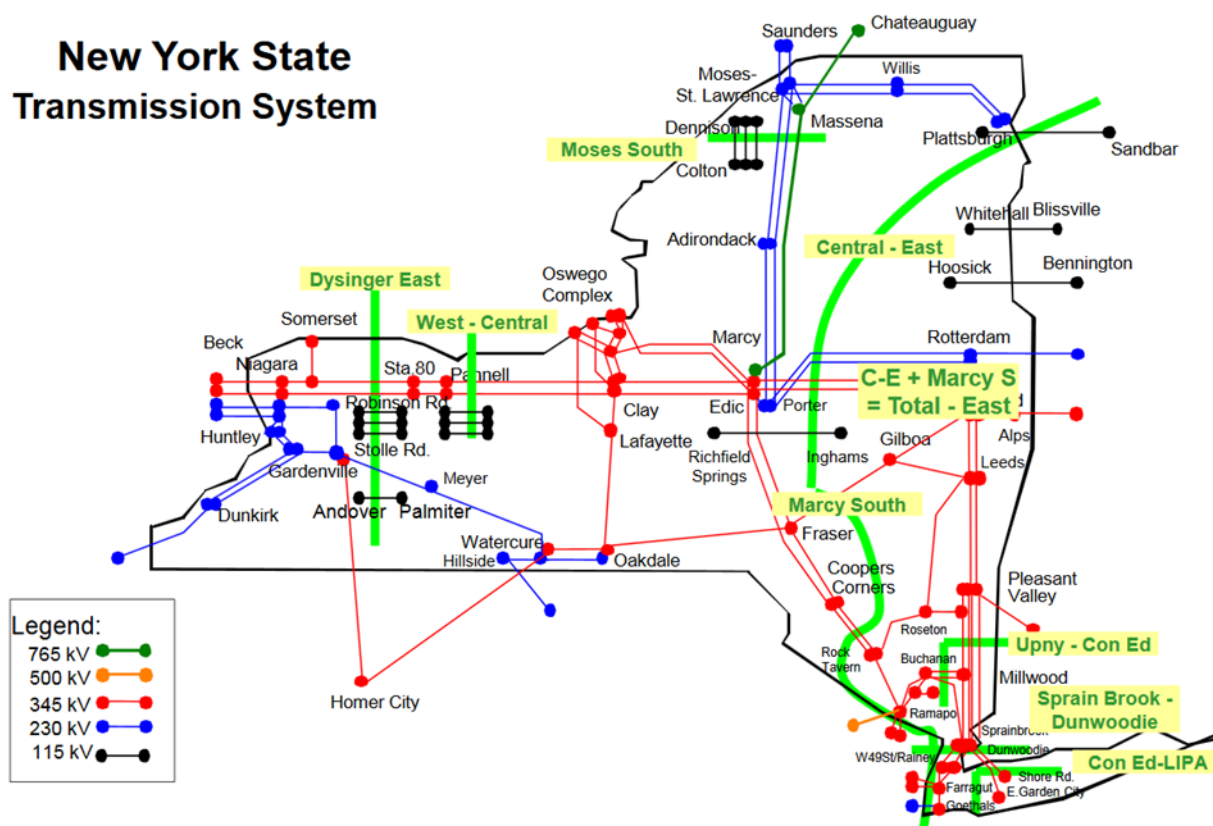 New York State
Transmission System
Saunders
Chateauguay
Moses-
St. Lawrence
Willis
Massena
Dennison
Moses South
Plattsburgh
Sandbar
Colton
Whitehall
Blissville
Adirondack
Central - East
Oswego
Complex
Hoosick
Bennington
Dysinger East
Somerset
West - Central
Beck
Niagara
Sta.80
Pannell
Marcy
Rotterdam
C-E + Marcy S
= Total - East
Robinson Rd.
Clay
Edic
Porter
Huntley
Lafayette
Gilboa
Alps
Stolle Rd.
Richfield
Springs
Inghams
Leeds
Gardenville
Meyer
Andover
Palmiter
Marcy South
Dunkirk
Fraser
Watercure
Hillside
Oakdale
Coopers
Corners
Pleasant
Valley
Legend:
765 kV
500 kV
345 kV
230 kV
115 kV
Roseton
Upny - Con Ed
Rock
Tavern
Buchanan
Millwood
Homer City
Ramapo
Sprain Brook -
Dunwoodie
Sprainbrook
Dunwoodie
W49St/Rainey
Con Ed-LIPA
Shore Rd.
Farragut
E.Garden City
Goethals